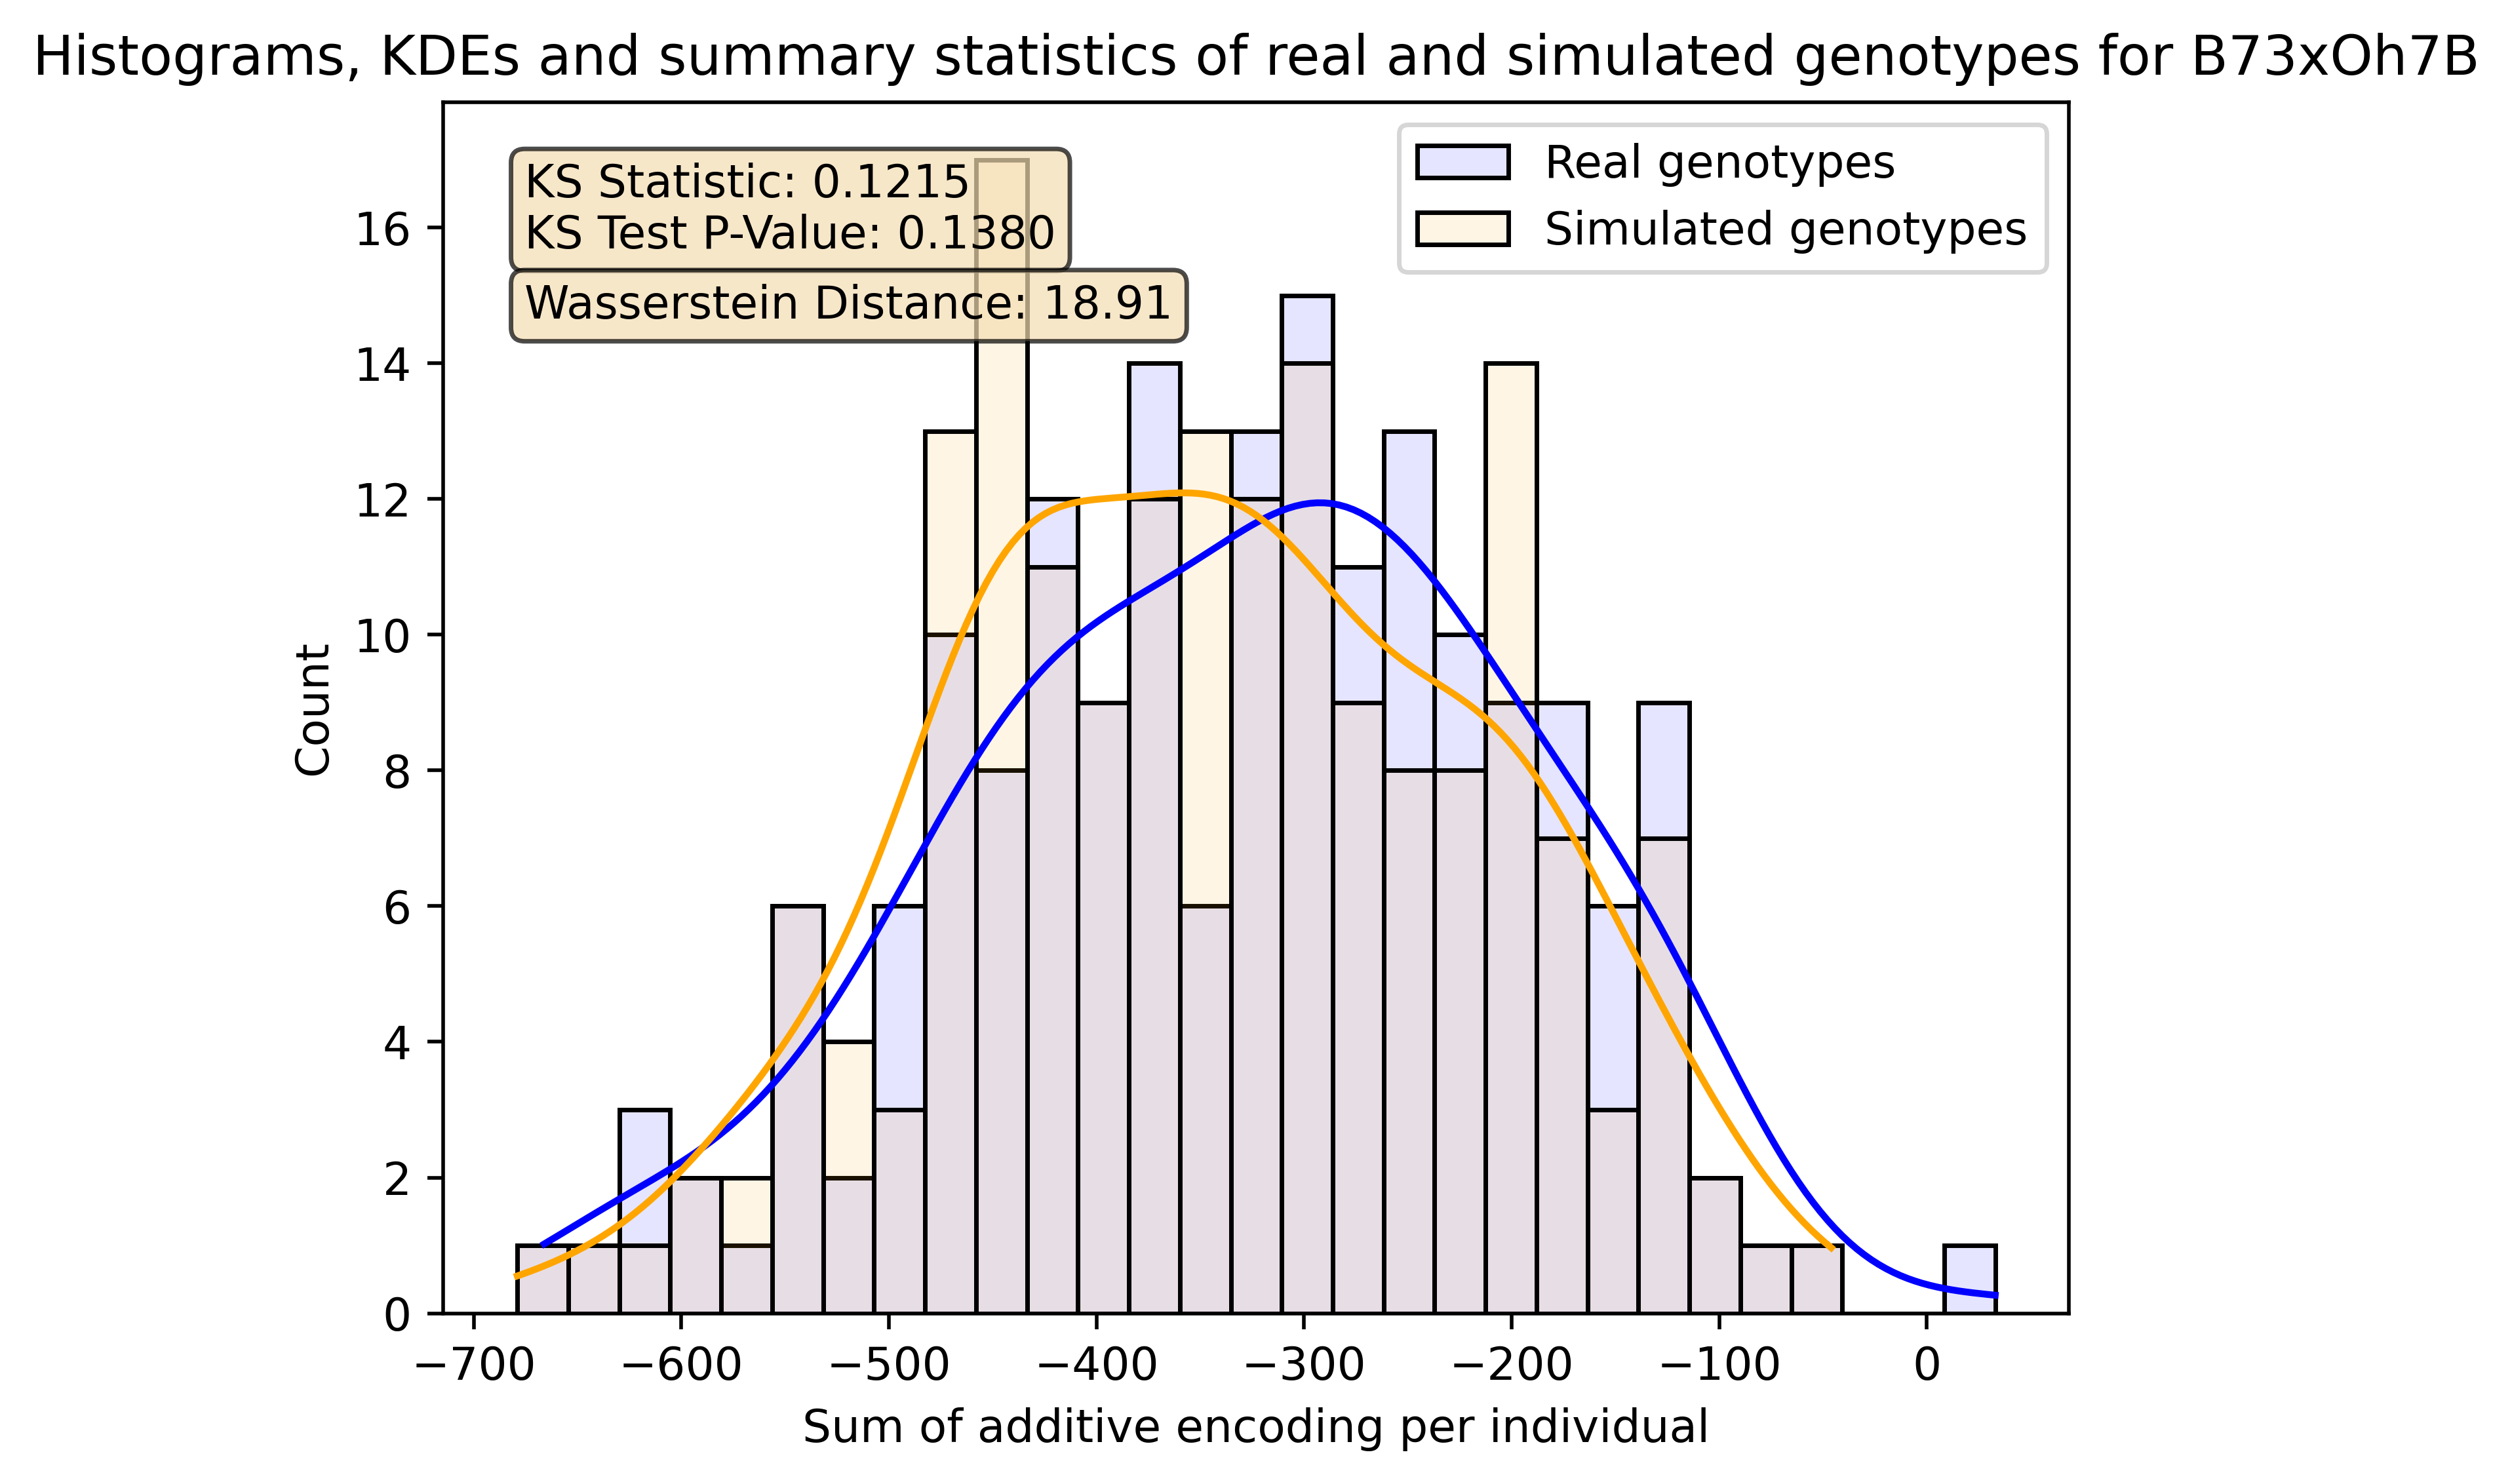 Histograms, KDEs and summary statistics of real and simulated genotypes for B73xOh7B
KS Statistic: 0.1215
KS Test P-Value: 0.1380
Wasserstein Distance: 18.91
Real genotypes
Simulated genotypes
Count
16
14
12
10
8
6
4
2
0
−700
−600
−500
−400
−300
−200
−100
0
Sum of additive encoding per individual